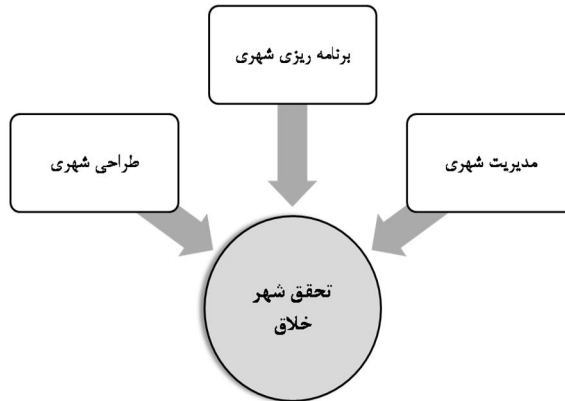 برنامه ریزی شهری
مدیریت شهری
طراحی شهری
تحقق شهر
خلاق